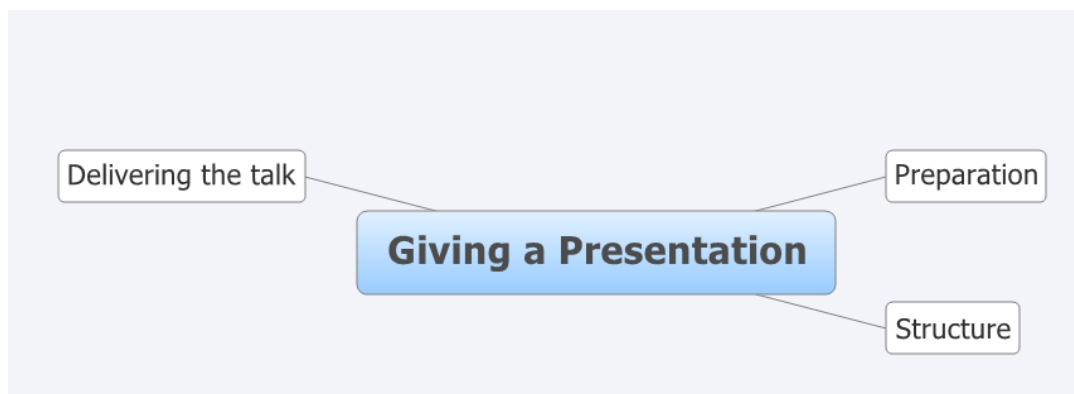 Delivering the talk
Preparation
Giving a Presentation
Structure